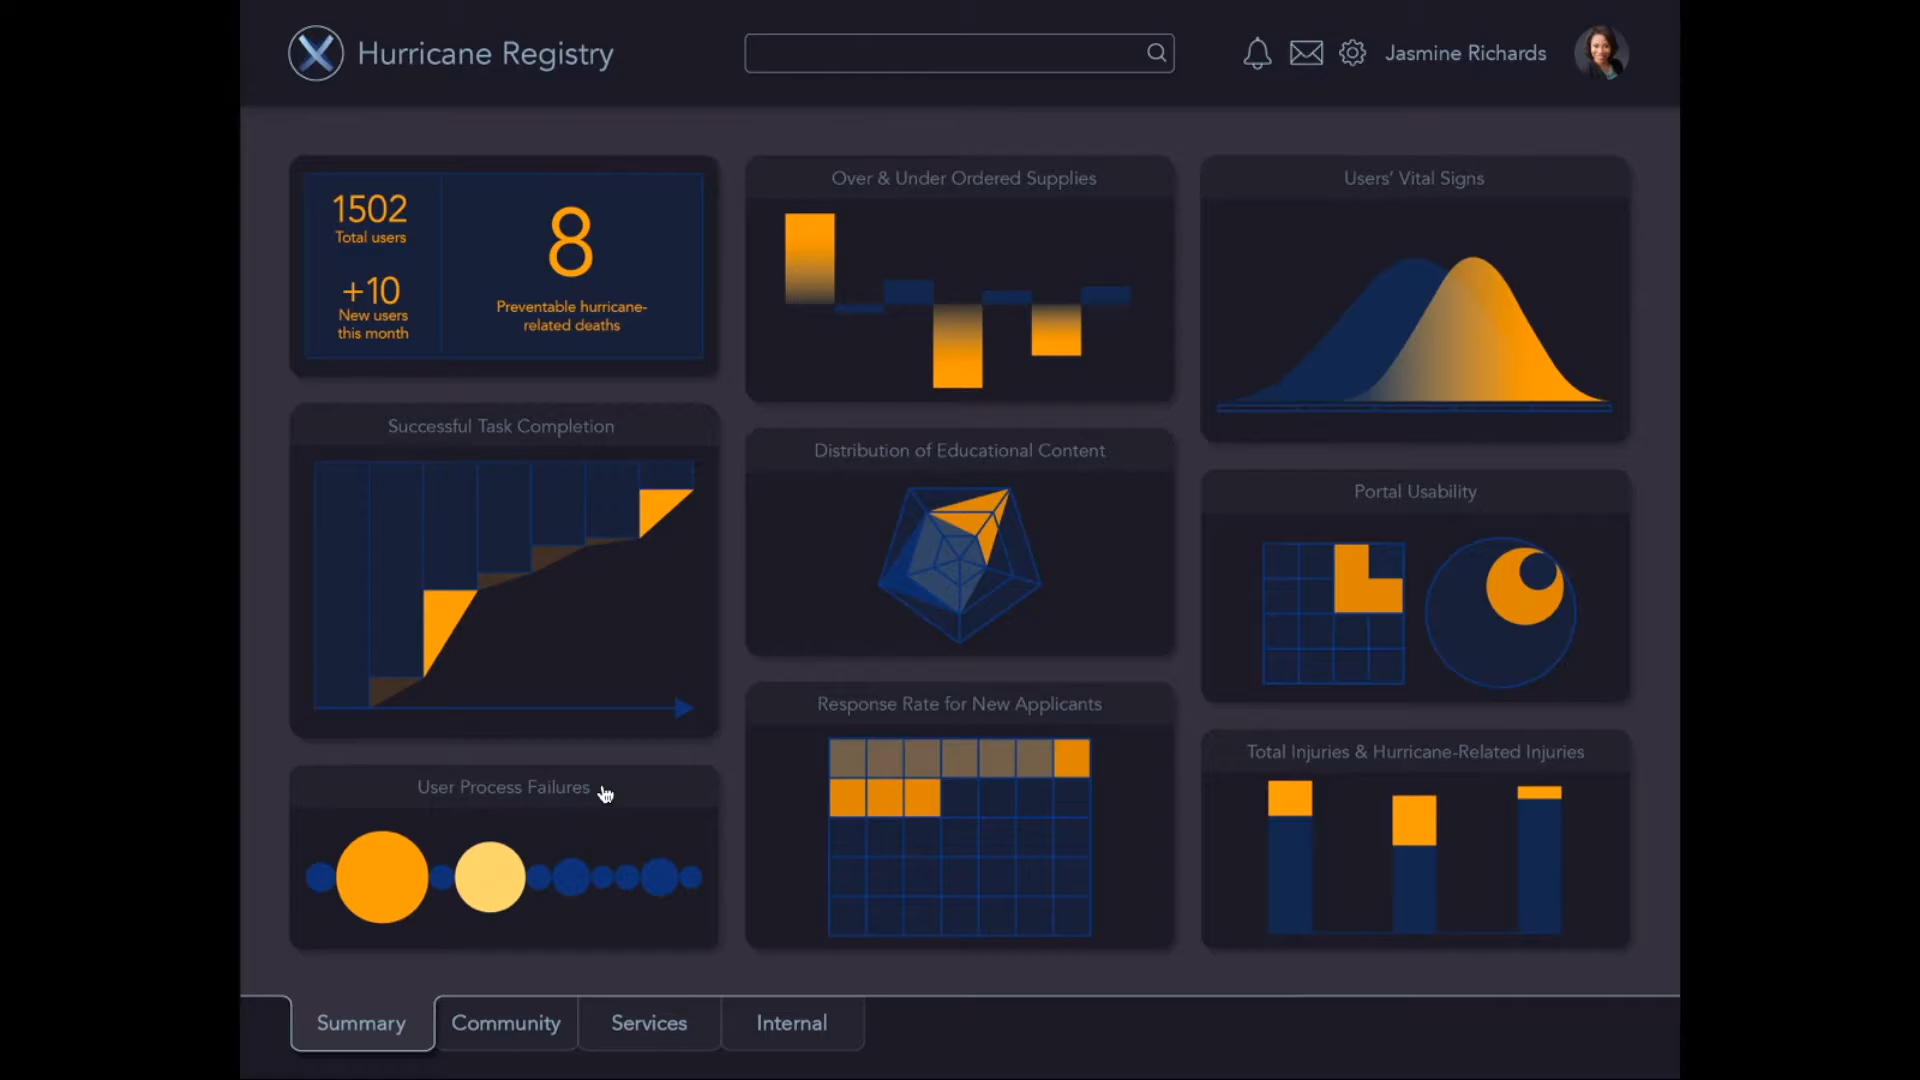 Hurricane Registry
Jasmine Richards
1502
Total users
+10
New users
this month
8
Preventable hurricane-
related deaths
Over & Under Ordered Supplies
Users’ Vital Signs
Successful Task Completion
Distribution of Educational Content
Portal Usability
Response Rate for New Applicants
Total Injuries & Hurricane-Related Injuries
User Process Failures
Summary
Community
Services
Internal